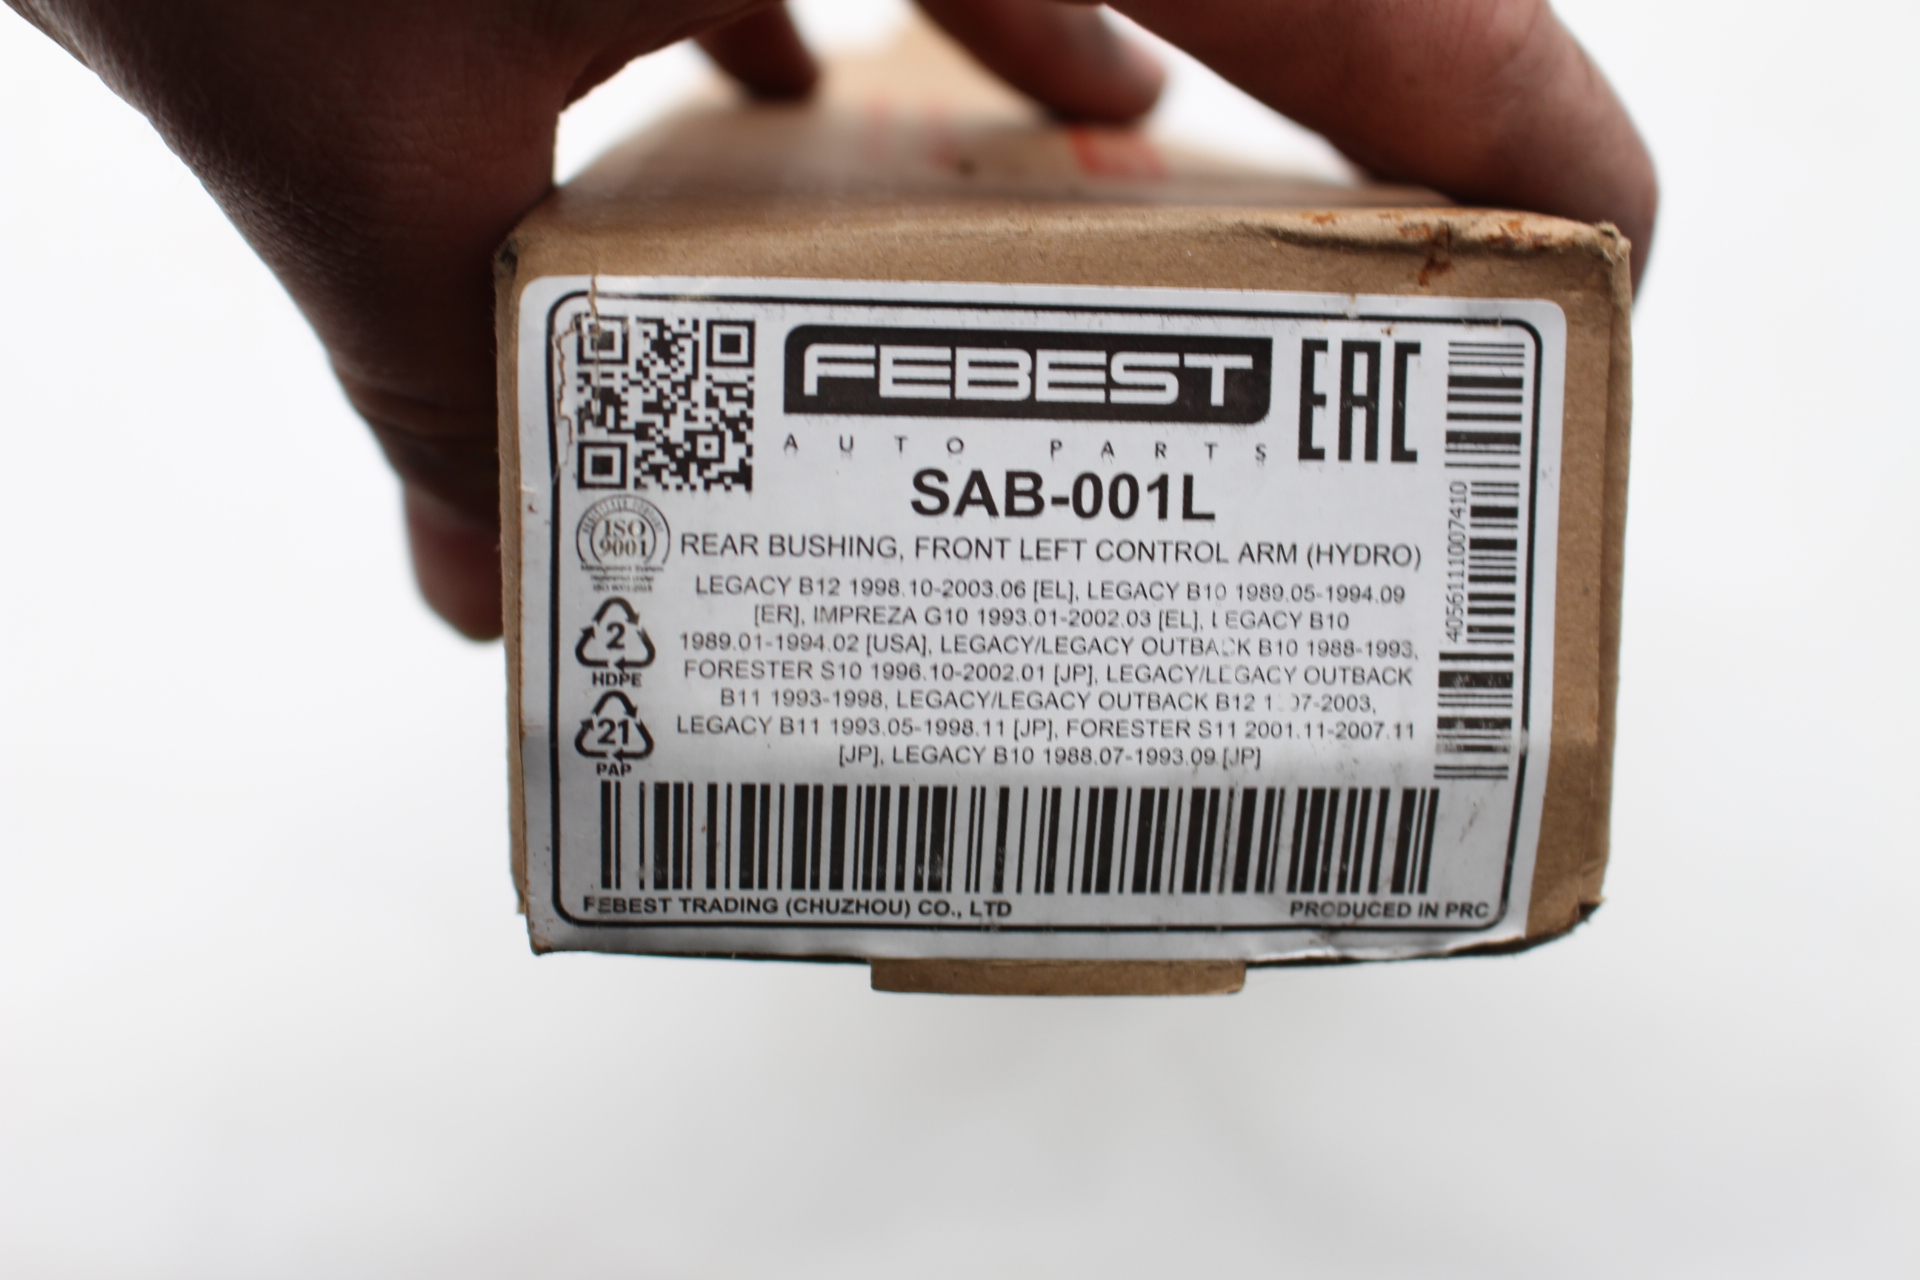 FEBEST
AUTO PARTS
EAC
SAB-001L
ISO
9001
REAR BUSHING, FRONT LEFT CONTROL ARM (HYDRO)
LEGACY B12 1998.10-2003.06 [EL], LEGACY B10 1989.05-1994.09
[ER], IMPREZA G10 1993.01-2002.03 [EL], LEGACY B10
1989.01-1994.02 [USA], LEGACY/LEGACY OUTBACK B10 1988-1993,
FORESTER S10 1996.10-2002.01 [JP], LEGACY/LEGACY OUTBACK
B11 1993-1998, LEGACY/LEGACY OUTBACK B12
LEGACY B11 1993.05-1998.11 [JP], FORESTER S11 2001.11-2007.11
[JP], LEGACY B10 1988.07-1993.09 [JP]
2
HDPE
21
PAP
4056111007410
FEBEST TRADING (CHUZHOU) CO., LTD
PRODUCED IN PRC